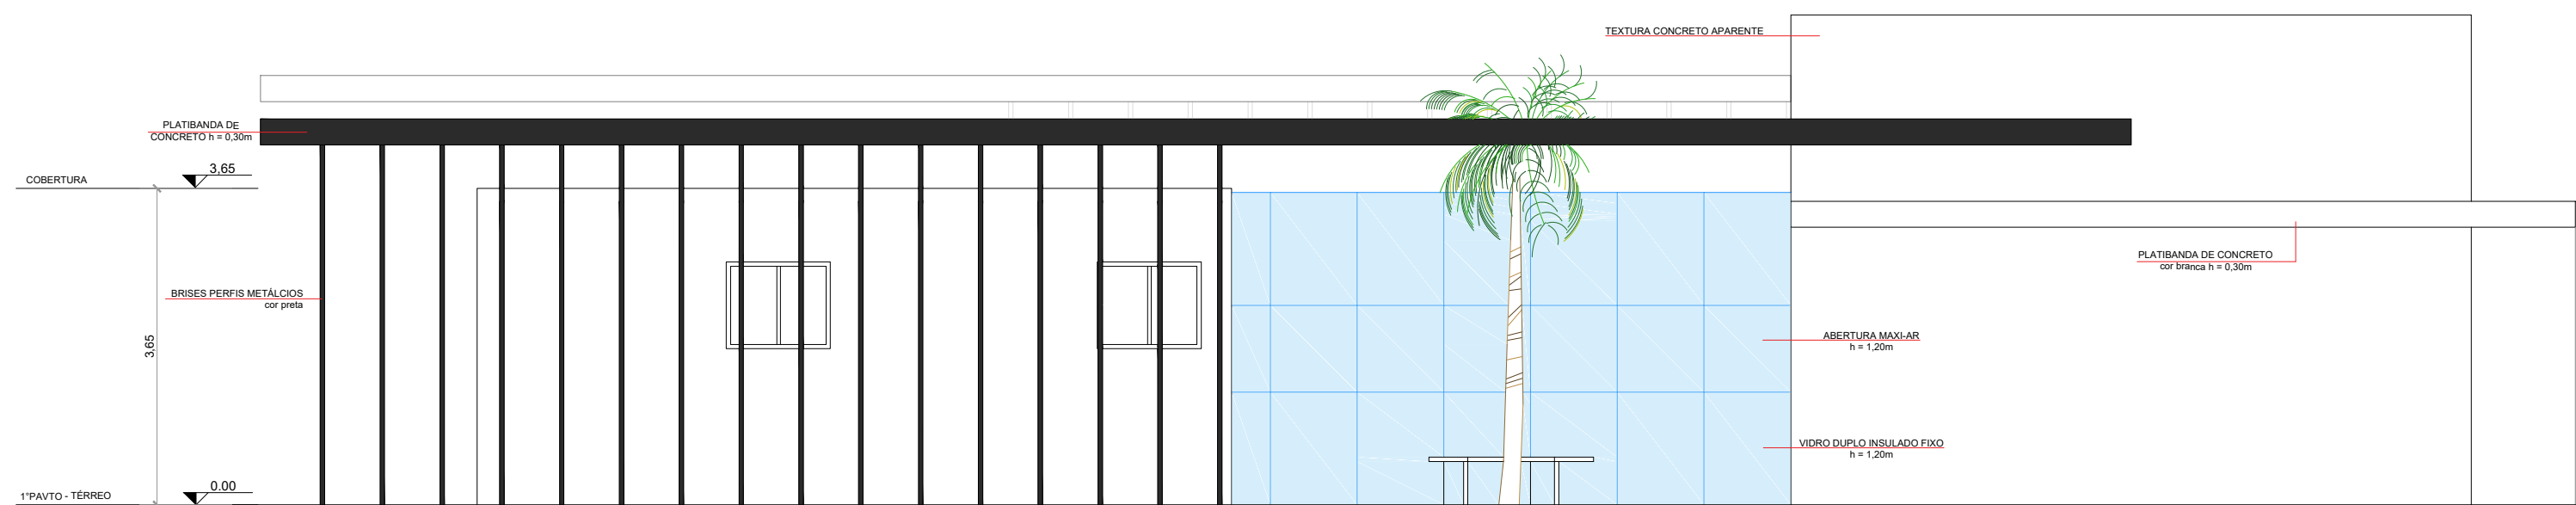 TEXTURA CONCRETO APARENTE
PLATIBANDA DE
CONCRETO h = 0,30m
3,65
COBERTURA
PLATIBANDA DE CONCRETO
cor branca h = 0,30m
BRISES PERFIS METÁLCIOS
cor preta
3,65
ABERTURA MAXI-AR
h = 1,20m
VIDRO DUPLO INSULADO FIXO
h = 1,20m
0.00
1°PAVTO - TÉRREO